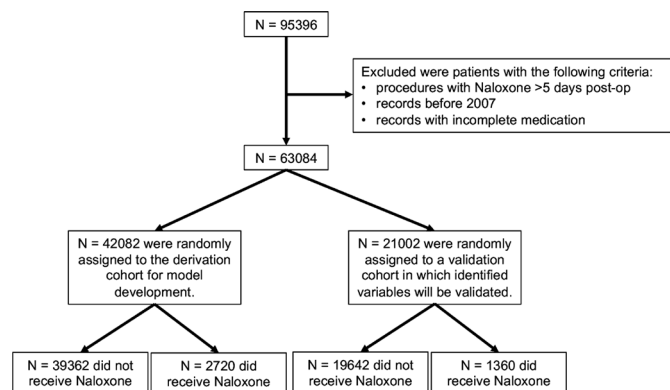 N = 95396
Excluded were patients with the following criteria:
• procedures with Naloxone >5 days post-op
• records before 2007
• records with incomplete medication
N = 63084
N = 42082 were randomly
assigned to the derivation
cohort for model
development.
N = 21002 were randomly
assigned to a validation
cohort in which identified
variables will be validated.
N = 39362 did not
receive Naloxone
N = 2720 did
receive Naloxone
N = 19642 did not
receive Naloxone
N = 1360 did
receive Naloxone